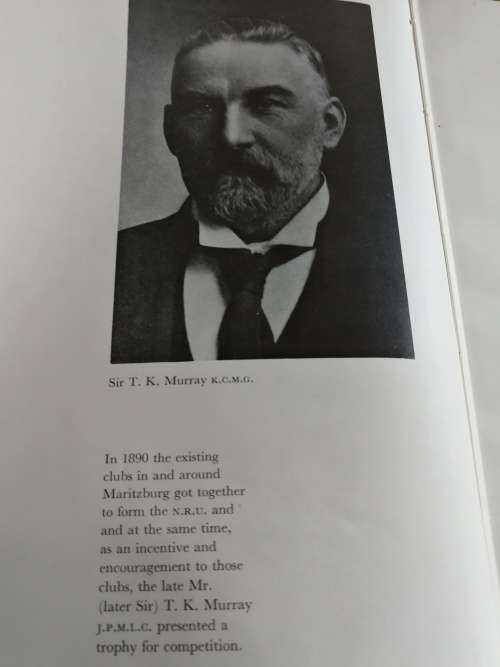 Sir T. K. Murray K.C.M.G.
In 1890 the existing
clubs in and around
Maritzburg got together
to form the N.R.U. and
and at the same time,
as an incentive and
encouragement to those
clubs, the late Mr.
(later Sir) T. K. Murray
J.P.M.L.C. presented a
trophy for competition.